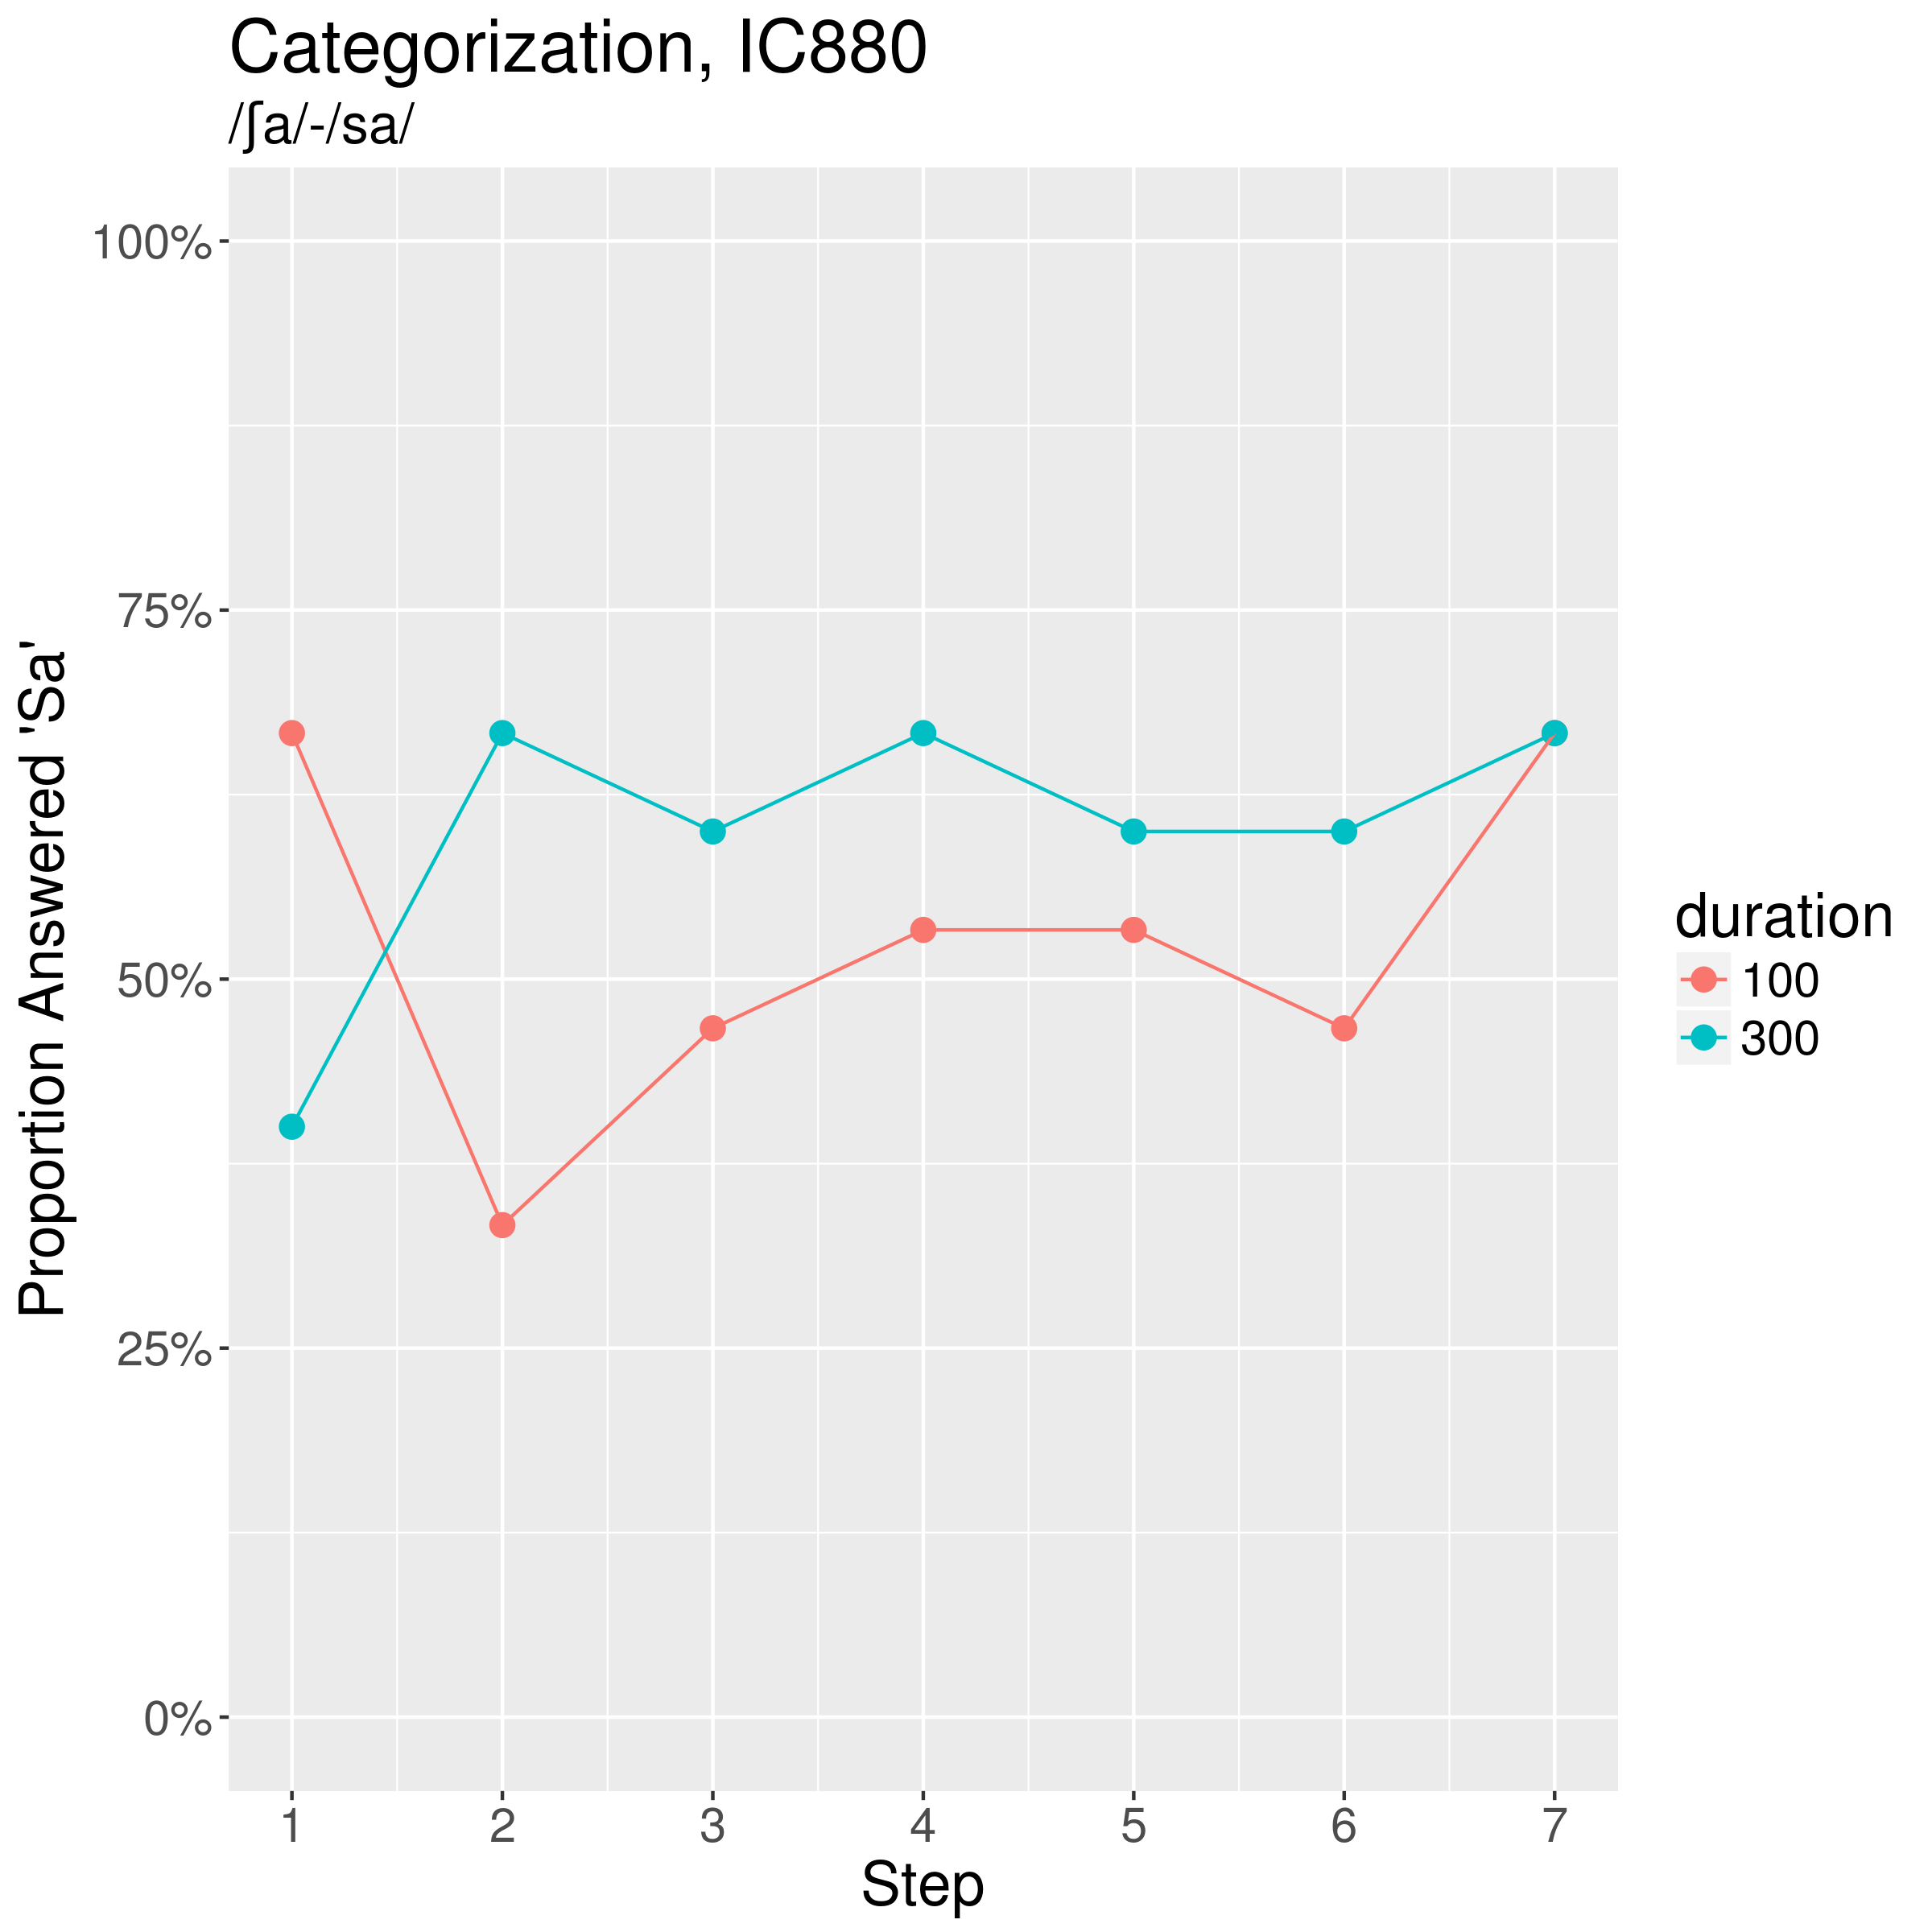 Categorization, IC880
/ʃa/-/sa/
Proportion Answered 'Sa'
100%
75%
50%
25%
0%
1 2 3 4 5 6 7
Step
duration
100
300